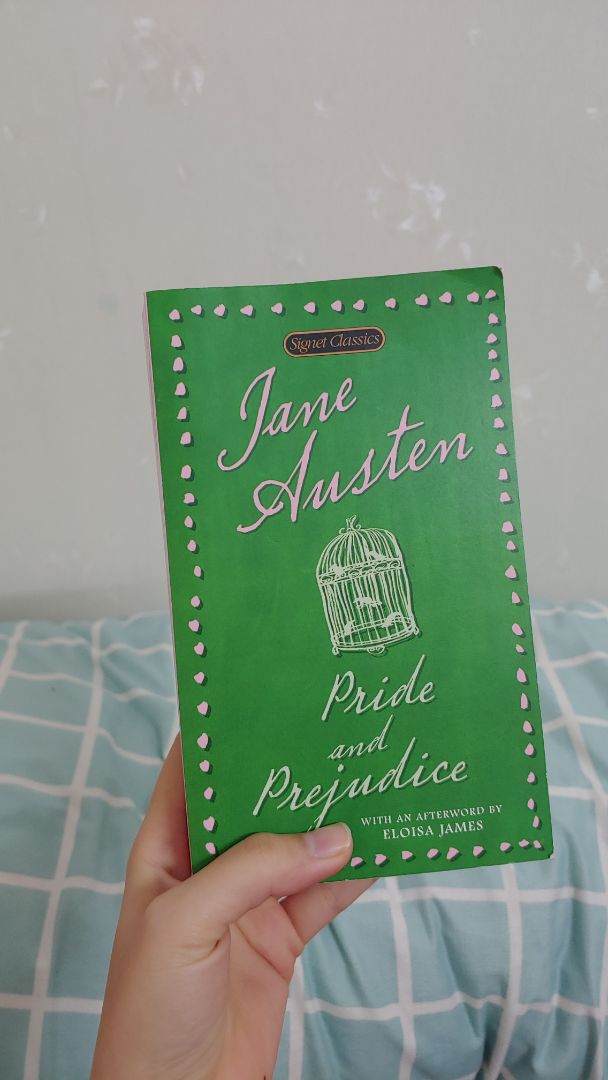 Signet Classics
Jane
Austen
Pride
and
Prejudice
WITH AN AFTERWORD BY
ELOISA JAMES